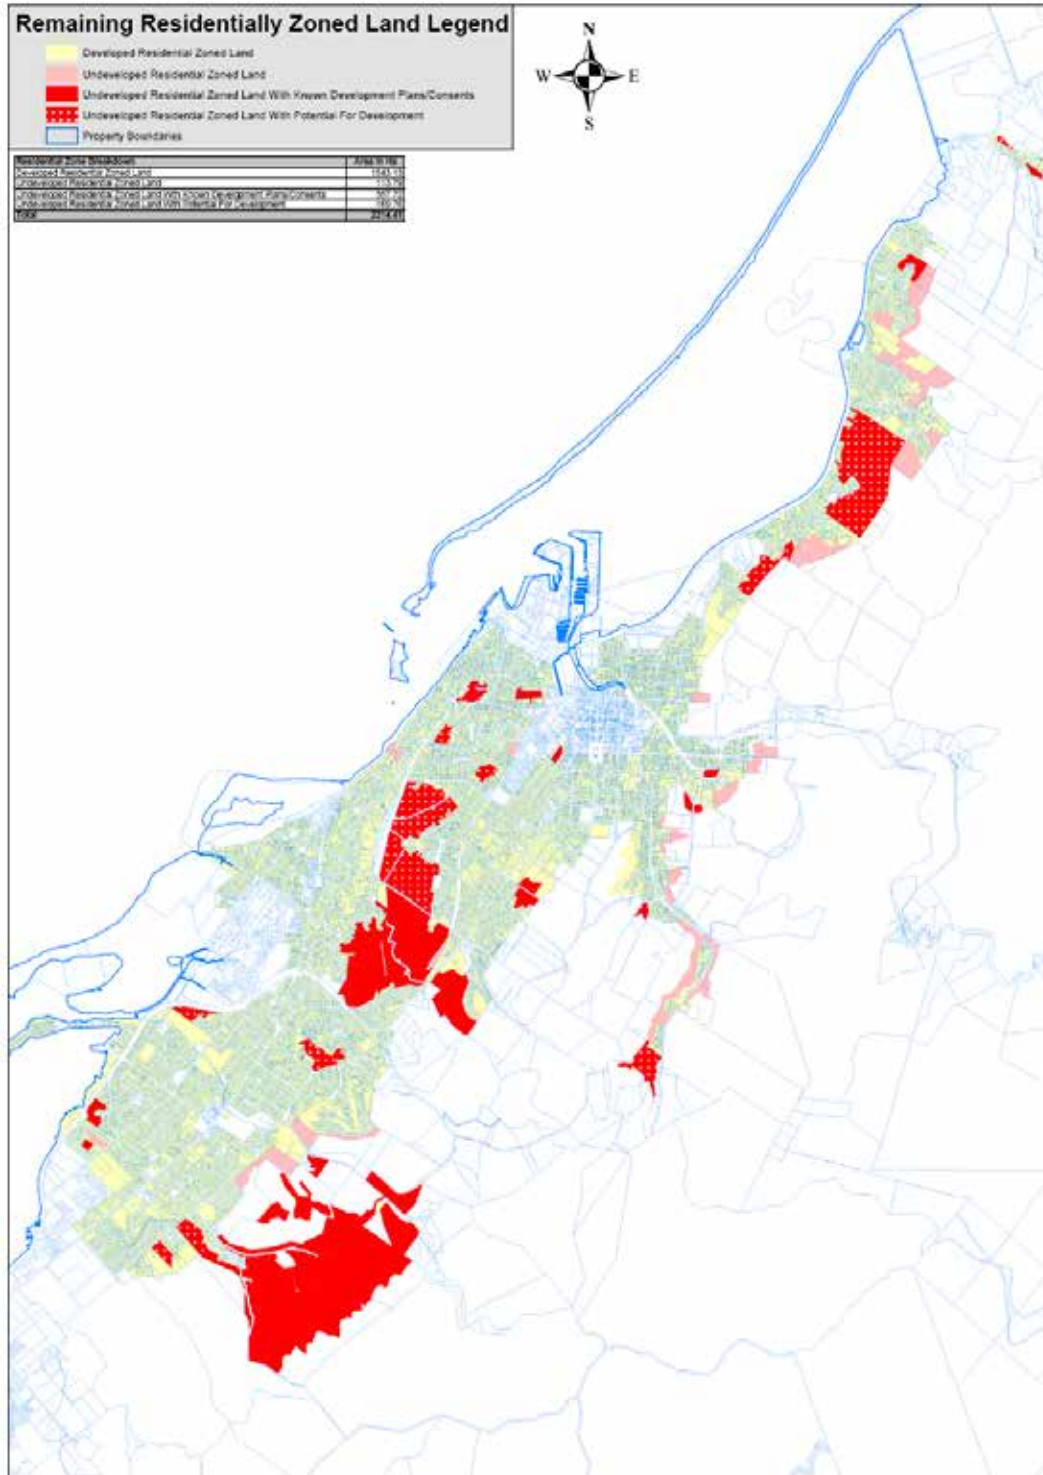 Remaining Residentially Zoned Land Legend
Developed Residential Zoned Land
Undeveloped Residential Zoned Land
Undeveloped Residential Zoned Land With Known Development Plans/Consents
Undeveloped Residential Zoned Land With Potential For Development
Property Boundaries
N
W E
S
Residential Zone Breakdown Area in Ha
Developed Residential Zoned Land
Undeveloped Residential Zoned Land
Undeveloped Residential Zoned Land With Known Development Plans/Consents
Undeveloped Residential Zoned Land With Potential For Development
Total